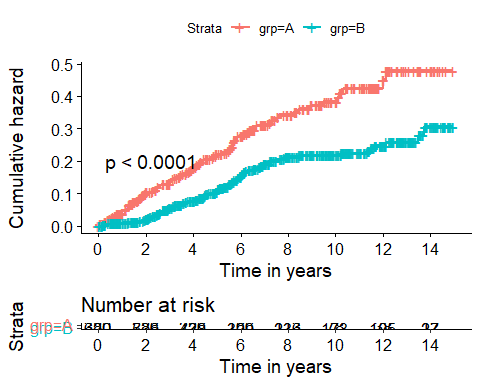 Strata grp=A grp=B
Cumulative hazard
0.5
0.4
0.3
0.2
0.1
0.0
p < 0.0001
0 2 4 6 8 10 12 14
Time in years
Number at risk
Strata
grp=A
grp=B
0 2 4 6 8 10 12 14
Time in years